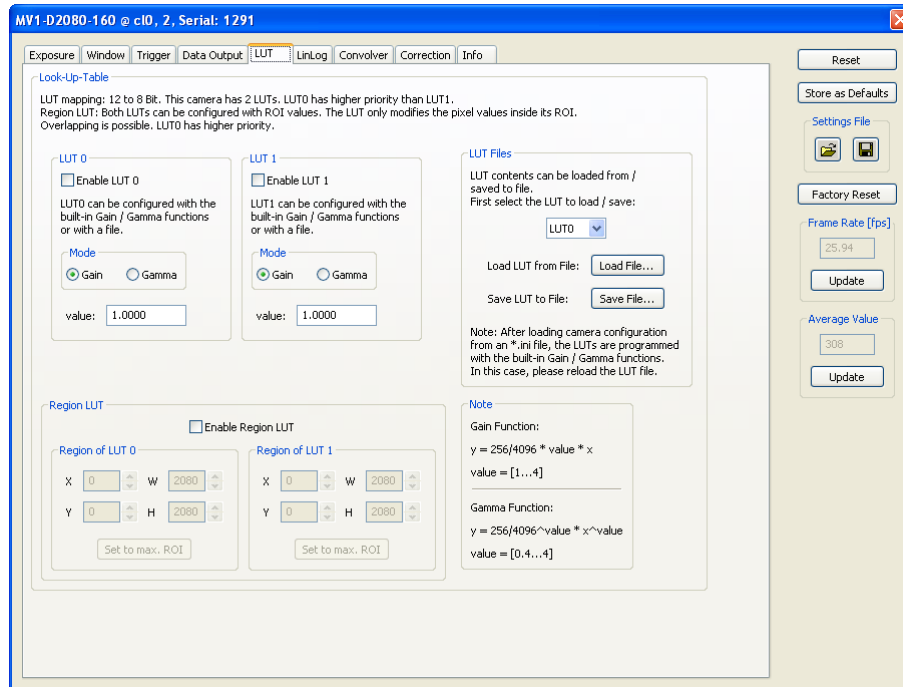 MV1-D2080-160 @ cl0, 2, Serial: 1291
Exposure Window Trigger Data Output LUT LinLog Convolver Correction Info
Look-Up-Table
LUT mapping: 12 to 8 Bit. This camera has 2 LUTs. LUT0 has higher priority than LUT1.
Region LUT: Both LUTs can be configured with ROI values. The LUT only modifies the pixel values inside its ROI.
Overlapping is possible. LUT0 has higher priority.
LUT 0
Enable LUT 0
LUT0 can be configured with the
built-in Gain / Gamma functions
or with a file.
Mode
Gain Gamma
value: 1.0000
LUT 1
Enable LUT 1
LUT1 can be configured with the
built-in Gain / Gamma functions
or with a file.
Mode
Gain Gamma
value: 1.0000
LUT Files
LUT contents can be loaded from /
saved to file.
First select the LUT to load / save:
LUT0
Load LUT from File: Load File...
Save LUT to File: Save File...
Note: After loading camera configuration
from an *.ini file, the LUTs are programmed
with the built-in Gain / Gamma functions.
In this case, please reload the LUT file.
Region LUT
Enable Region LUT
Region of LUT 0
X 0 W 2080
Y 0 H 2080
Set to max. ROI
Region of LUT 1
X 0 W 2080
Y 0 H 2080
Set to max. ROI
Note
Gain Function:
y = 256/4096 * value * x
value = [1...4]
Gamma Function:
y = 256/4096^value * x^value
value = [0.4...4]
Reset
Store as Defaults
Settings File
Factory Reset
Frame Rate [fps]
25.94
Update
Average Value
308
Update